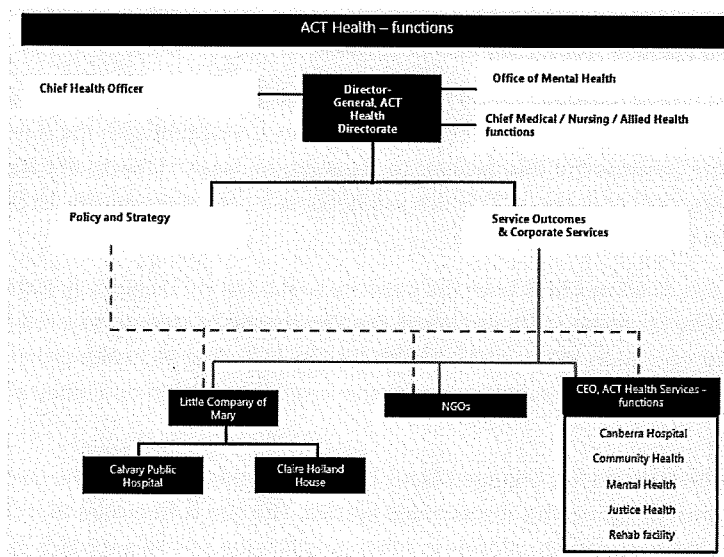 ACT Health – functions
Chief Health Officer
Director-
General, ACT
Health
Directorate
Office of Mental Health
Chief Medical / Nursing / Allied Health
functions
Policy and Strategy
Service Outcomes
& Corporate Services
Little Company of
Mary
NGOs
CEO, ACT Health Services –
functions
Calvary Public
Hospital
Claire Holland
House
Canberra Hospital
Community Health
Mental Health
Justice Health
Rehab facility